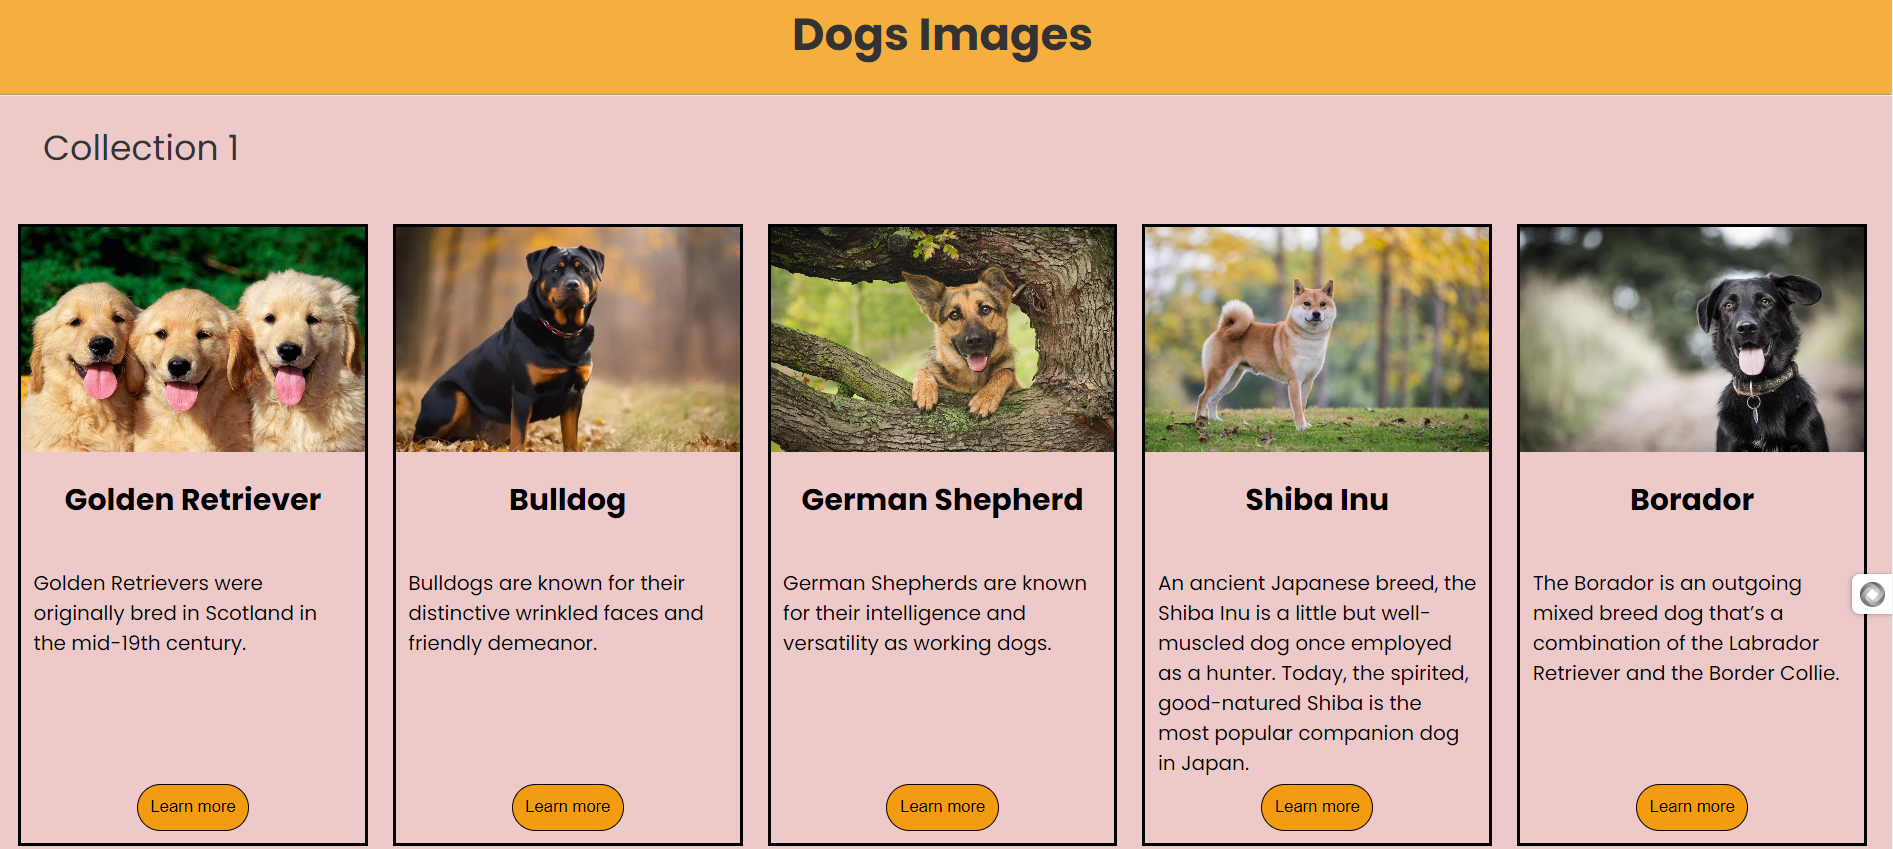 Dogs Images
Collection 1
Golden Retriever
Golden Retrievers were
originally bred in Scotland in
the mid-19th century.
Learn more
Bulldog
Bulldogs are known for their
distinctive wrinkled faces and
friendly demeanor.
Learn more
German Shepherd
German Shepherds are known
for their intelligence and
versatility as working dogs.
Learn more
Shiba Inu
An ancient Japanese breed, the
Shiba Inu is a little but well-
muscled dog once employed
as a hunter. Today, the spirited,
good-natured Shiba is the
most popular companion dog
in Japan.
Learn more
Borador
The Borador is an outgoing
mixed breed dog that’s a
combination of the Labrador
Retriever and the Border Collie.
Learn more